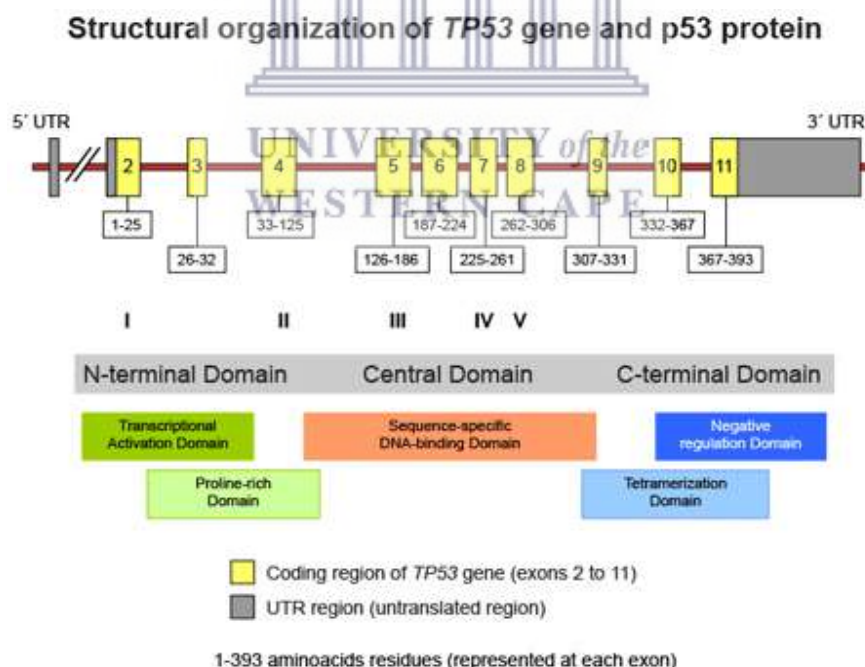 Structural organization of TP53 gene and p53 protein
5´ UTR
3´ UTR
UNIVERSITY of the
WESTERN CAPE
2 3 4 5 6 7 8 9 10 11
1-25 33-125 187-224 262-306 332-367
26-32 126-186 225-261 307-331 367-393
I II III IV V
N-terminal Domain Central Domain C-terminal Domain
Transcriptional
Activation Domain
Sequence-specific
DNA-binding Domain
Negative
regulation Domain
Proline-rich
Domain
Tetramerization
Domain
Coding region of TP53 gene (exons 2 to 11)
UTR region (untranslated region)
1-393 aminoacids residues (represented at each exon)